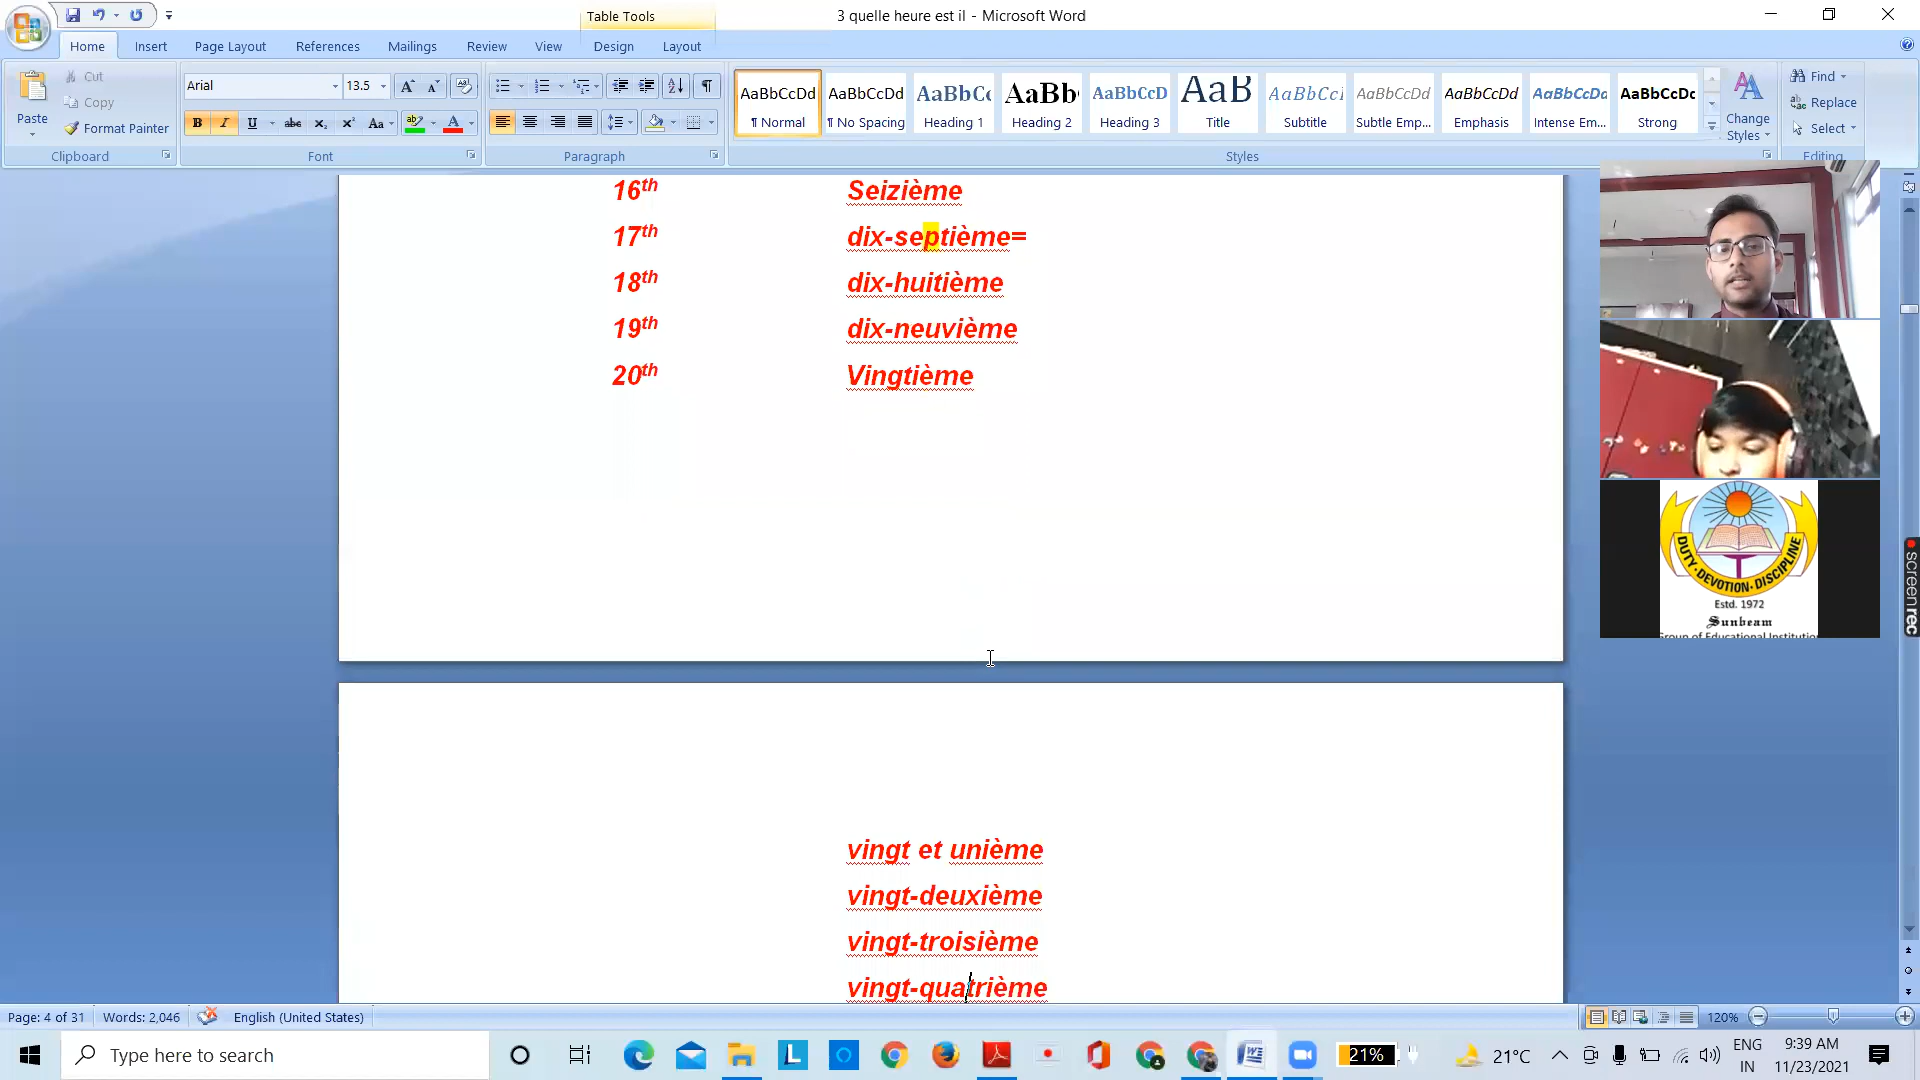 Table Tools
3 quelle heure est il - Microsoft Word
Home Insert Page Layout References Mailings Review View Design Layout
Paste
Cut
Copy
Format Painter
Clipboard
Arial 13.5
Font
Paragraph
AaBbCcDd AaBbCcDd AaBbCc AaBb AaBbCcD AaB AaBbCcl AaBbCcDd AaBbCcDd AaBbCcDd AaBbCcDc
¶ Normal ¶ No Spacing Heading 1 Heading 2 Heading 3 Title Subtitle Subtle Emp... Emphasis Intense Em... Strong
Change Styles
Styles
Find
Replace
Select
Editing
16th Seizième
17th dix-septième=
18th dix-huitième
19th dix-neuvième
20th Vingtième
vingt et unième
vingt-deuxième
vingt-troisième
vingt-quatrième
DUTY·DEVOTION·DISCIPLINE
Estd. 1972
Sunbeam
Group of Educational Institution
screenrec
Page: 4 of 31 Words: 2,046 English (United States) 120%
Type here to search
21%
21°C
ENG
IN
9:39 AM
11/23/2021